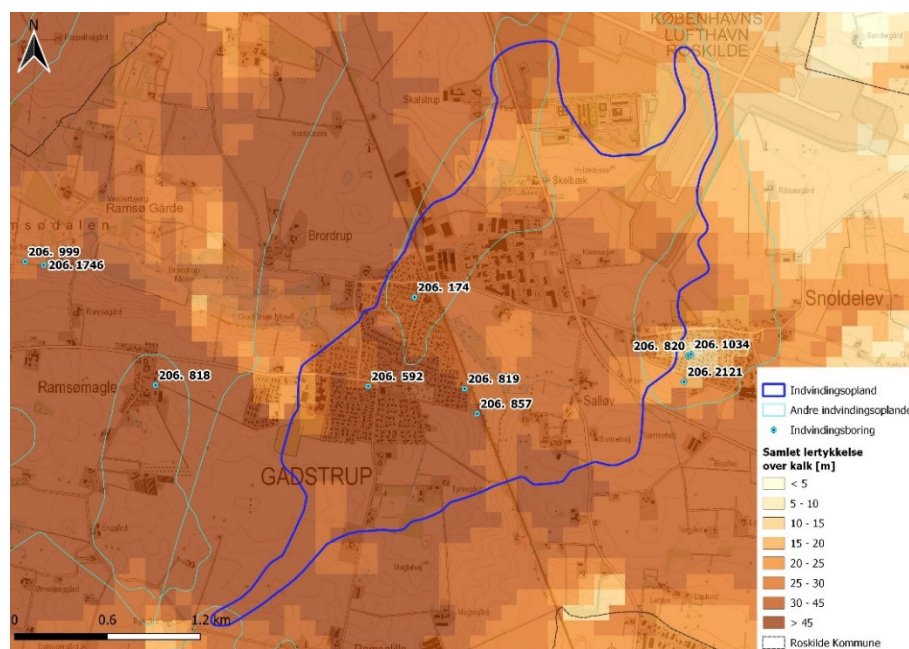 N
KØBENHAVNS
LUFTHAVN
ROSKILDE
Skalstrup
Ramsø Gårde
Brordrup
206. 999
206. 1746
Brordrup
Mose
206. 174
Snoldelev
206. 820
206. 1034
206. 2121
Ramsømagle
206. 818
206. 592
206. 819
206. 857
Salløv
GADSTRUP
0
0.6
1.2 km
Indvindingsopland
Andre indvindingsoplande
Indvindingsboring
Samlet lertykkelse
over kalk [m]
< 5
5 - 10
10 - 15
15 - 20
20 - 25
25 - 30
30 - 45
> 45
Roskilde Kommune